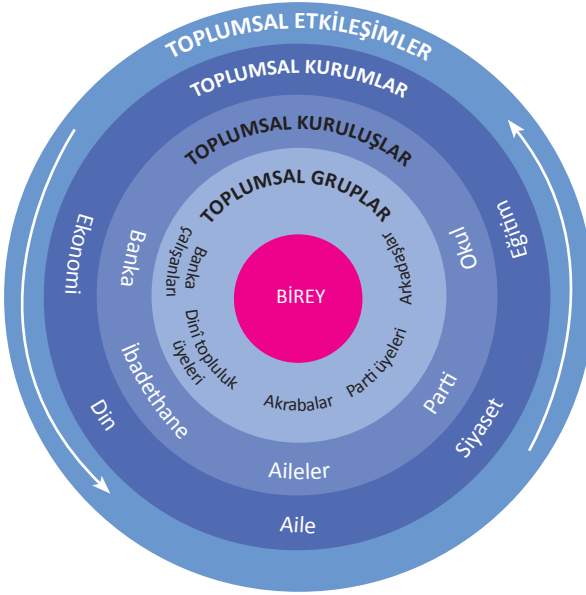 TOPLUMSAL ETKİLEŞİMLER
TOPLUMSAL KURUMLAR
TOPLUMSAL KURULUŞLAR
TOPLUMSAL GRUPLAR
BİREY
Ekonomi
Din
Aile
Siyaset
Eğitim
Banka
İbadethane
Aileler
Parti
Okul
Banka
çalışanları
Dinî topluluk
üyeleri
Akrabalar
Parti üyeleri
Arkadaşlar